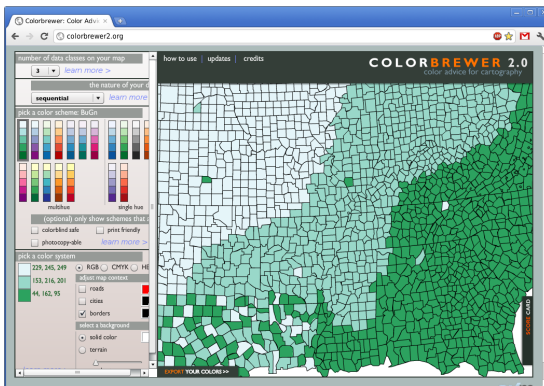 Colorbrewer: Color Adv
colorbrewer2.org
number of data classes on your map
3
learn more >
the nature of your d
sequential
learn more
pick a color scheme: BuGn
multihue
single hue
(optional) only show schemes that a
colorblind safe
print friendly
photocopy-able
learn more >
pick a color system
229, 245, 249
153, 216, 201
44, 162, 95
RGB
CMYK
HE
adjust map context
roads
cities
borders
select a background
solid color
terrain
how to use | updates | credits
COLORBREWER 2.0
color advice for cartography
SCORE CARD
EXPORT YOUR COLORS >>